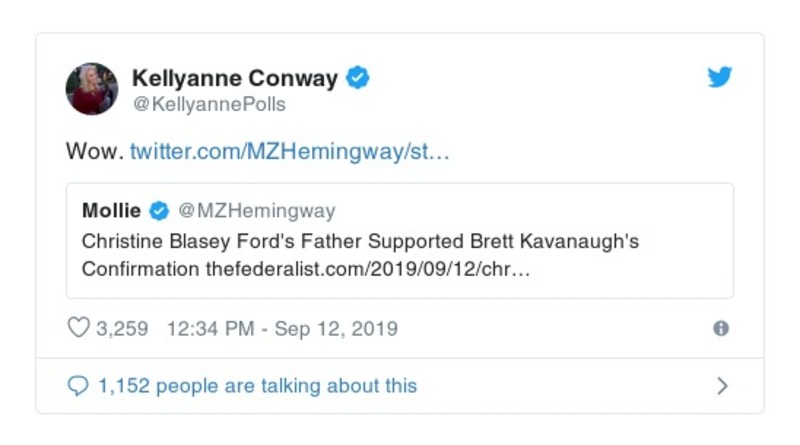 Kellyanne Conway
@KellyannePolls
Wow. twitter.com/MZHemingway/st…
Mollie @MZHemingway
Christine Blasey Ford's Father Supported Brett Kavanaugh's
Confirmation thefederalist.com/2019/09/12/chr…
3,259 12:34 PM - Sep 12, 2019
1,152 people are talking about this